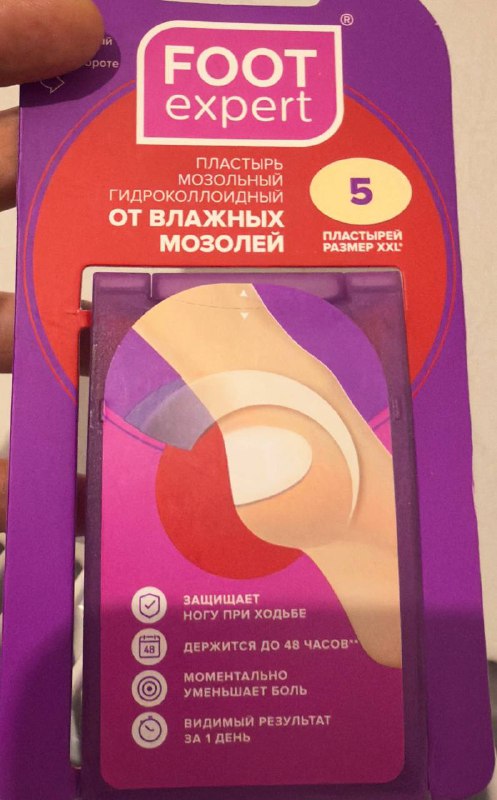 ороте
FOOT
expert
®
ПЛАСТЫРЬ
МОЗОЛЬНЫЙ
ГИДРОКОЛЛОИДНЫЙ
ОТ ВЛАЖНЫХ
МОЗОЛЕЙ
5
ПЛАСТЫРЕЙ
РАЗМЕР XXL*
ЗАЩИЩАЕТ
НОГУ ПРИ ХОДЬБЕ
48
ДЕРЖИТСЯ ДО 48 ЧАСОВ**
МОМЕНТАЛЬНО
УМЕНЬШАЕТ БОЛЬ
ВИДИМЫЙ РЕЗУЛЬТАТ
ЗА 1 ДЕНЬ